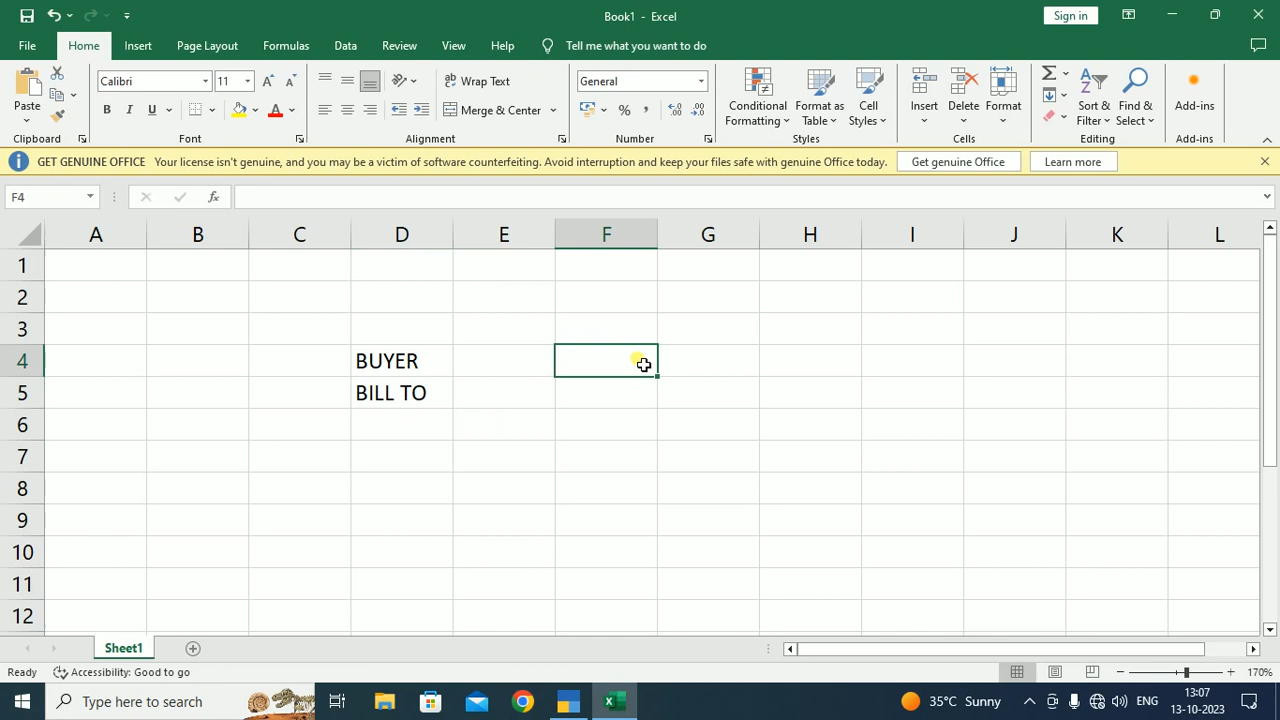 Book1 - Excel
Sign in
File Home Insert Page Layout Formulas Data Review View Help Tell me what you want to do
Paste
Clipboard
Calibri 11
B I U
Font
Wrap Text
Merge & Center
Alignment
General
Number
Conditional Formatting
Format as Table
Cell Styles
Styles
Insert
Delete
Format
Cells
Sort & Filter
Find & Select
Editing
Add-ins
Add-ins
GET GENUINE OFFICE Your license isn't genuine, and you may be a victim of software counterfeiting. Avoid interruption and keep your files safe with genuine Office today. Get genuine Office Learn more
F4 fx
A B C D E F G H I J K L
1
2
3
4 BUYER
5 BILL TO
6
7
8
9
10
11
12
Sheet1
Ready Accessibility: Good to go 170%
Type here to search
35°C Sunny
ENG
13:07
13-10-2023